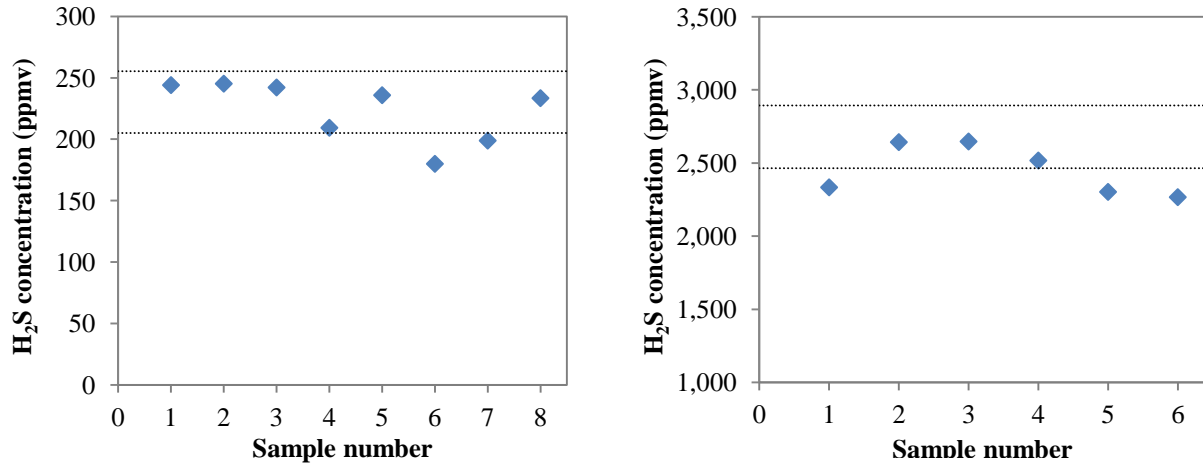 H₂S concentration (ppmv)
300
250
200
150
100
50
0
0 1 2 3 4 5 6 7 8
Sample number
H₂S concentration (ppmv)
3,500
3,000
2,500
2,000
1,500
1,000
0 1 2 3 4 5 6
Sample number